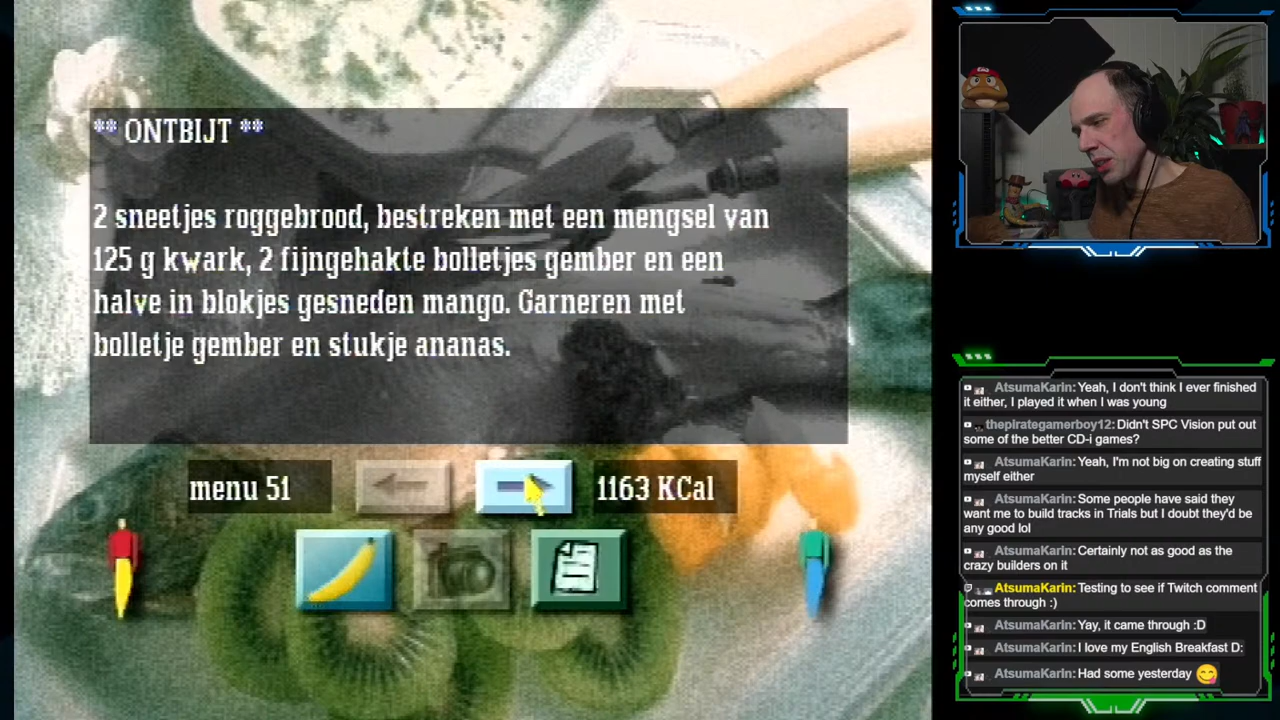 ** ONTBIJT **
2 sneetjes roggebrood, bestreken met een mengsel van
125 g kwark, 2 fijngehakte bolletjes gember en een
halve in blokjes gesneden mango. Garneren met
bolletje gember en stukje ananas.
menu 51
1163 KCal
AtsumaKarin: Yeah, I don't think I ever finished
it either, I played it when I was young
thepirategamerboy12: Didn't SPC Vision put out
some of the better CD-i games?
AtsumaKarin: Yeah, I'm not big on creating stuff
myself either
AtsumaKarin: Some people have said they
want me to build tracks in Trials but I doubt they'd be
any good lol
AtsumaKarin: Certainly not as good as the
crazy builders on it
AtsumaKarin: Testing to see if Twitch comment
comes through :)
AtsumaKarin: Yay, it came through :D
AtsumaKarin: I love my English Breakfast D:
AtsumaKarin: Had some yesterday 😋